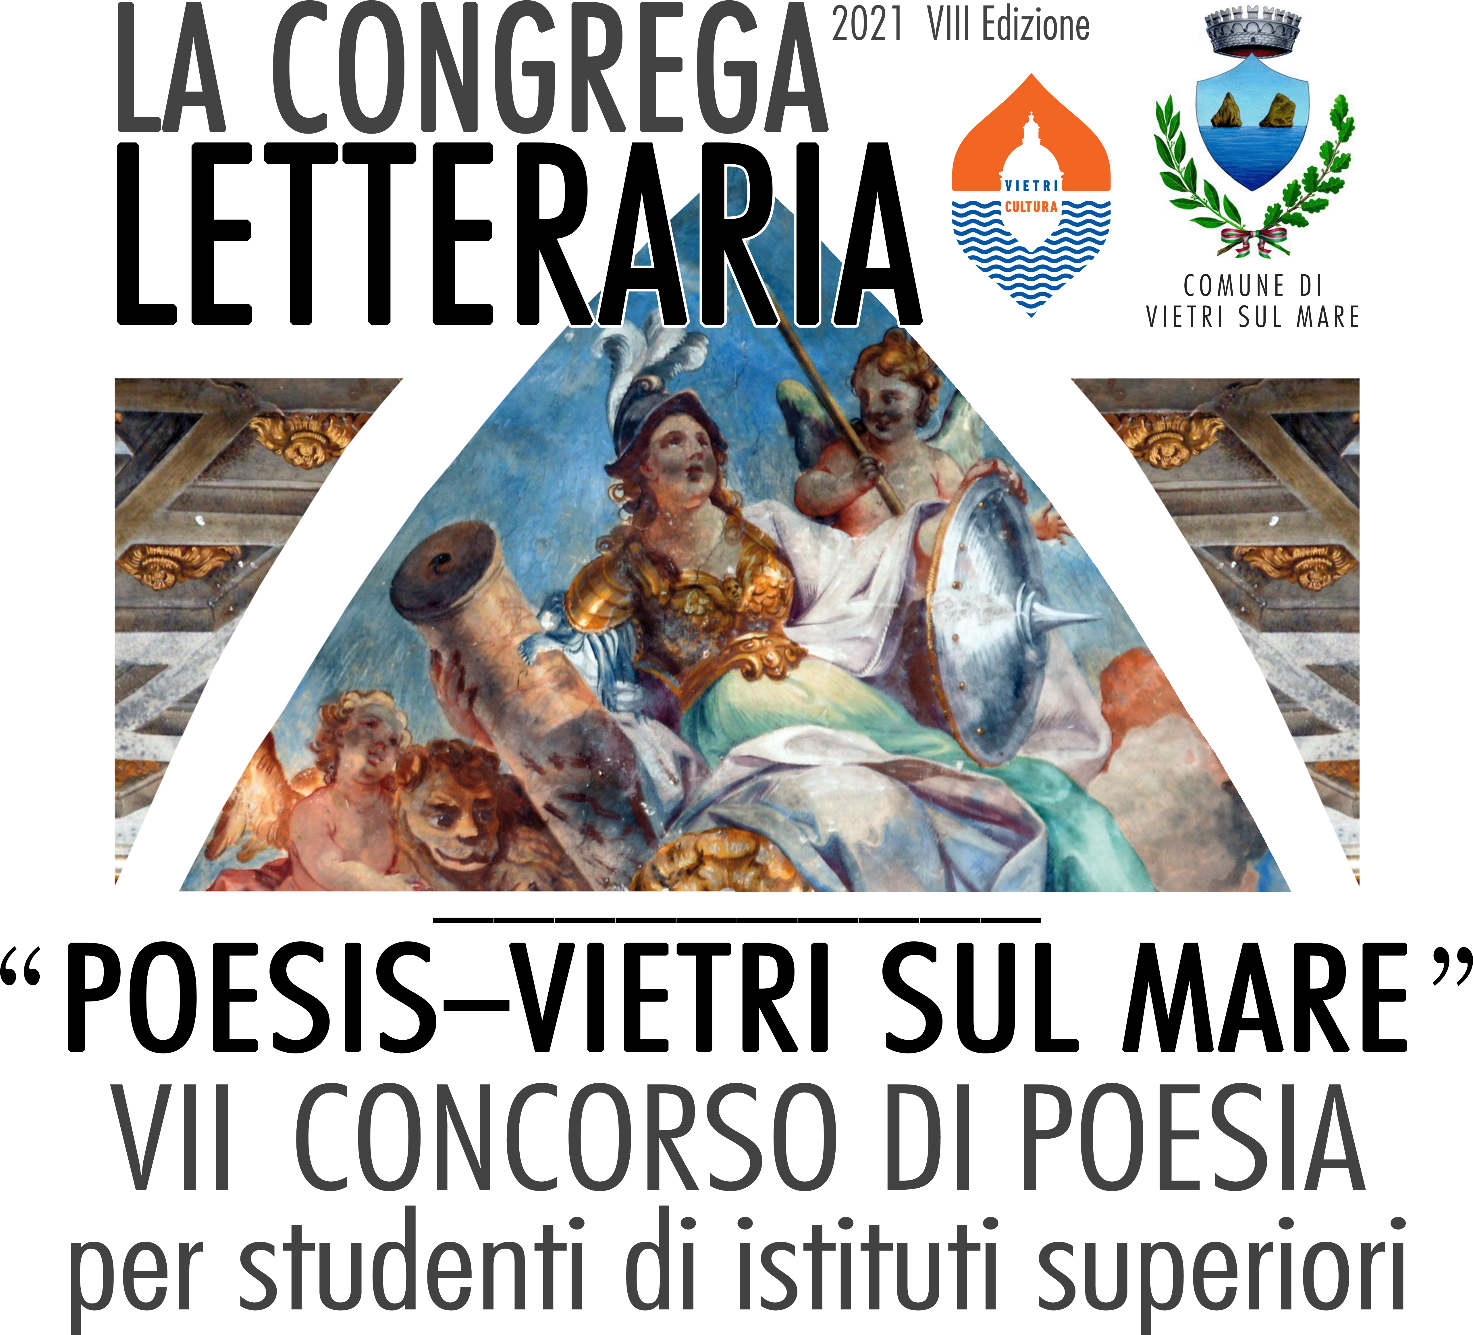 LA CONGREGA
2021 VIII Edizione
LETTERARIA
VIETRI
CULTURA
COMUNE DI
VIETRI SUL MARE
“POESIS–VIETRI SUL MARE”
VII CONCORSO DI POESIA
per studenti di istituti superiori